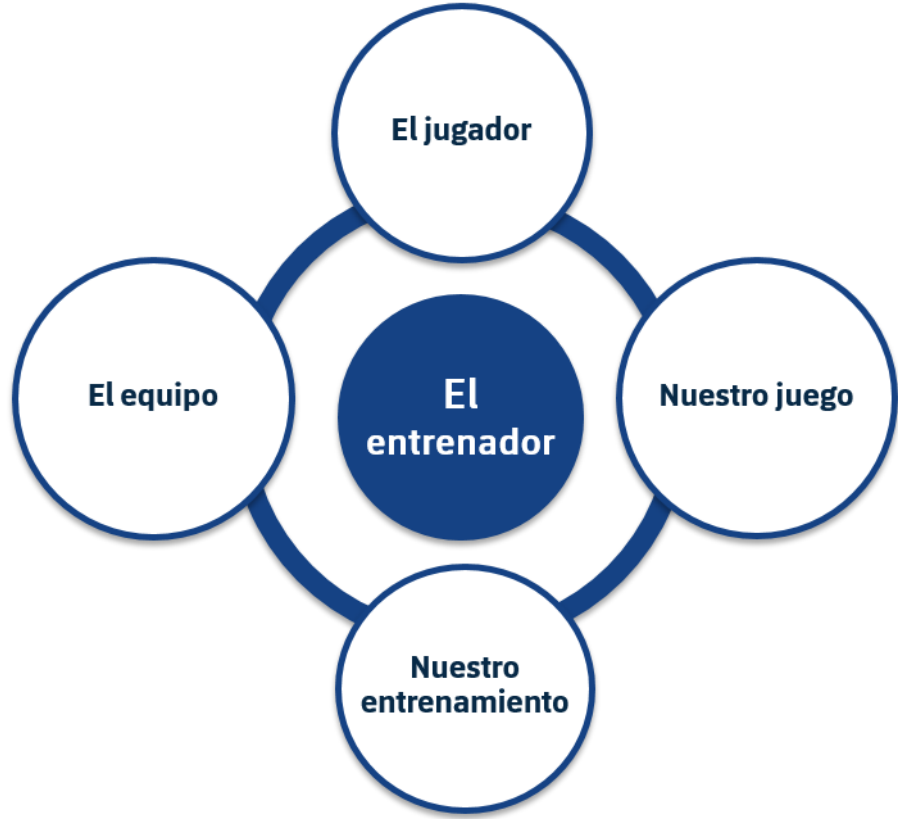 El jugador
El equipo
El
entrenador
Nuestro juego
Nuestro
entrenamiento